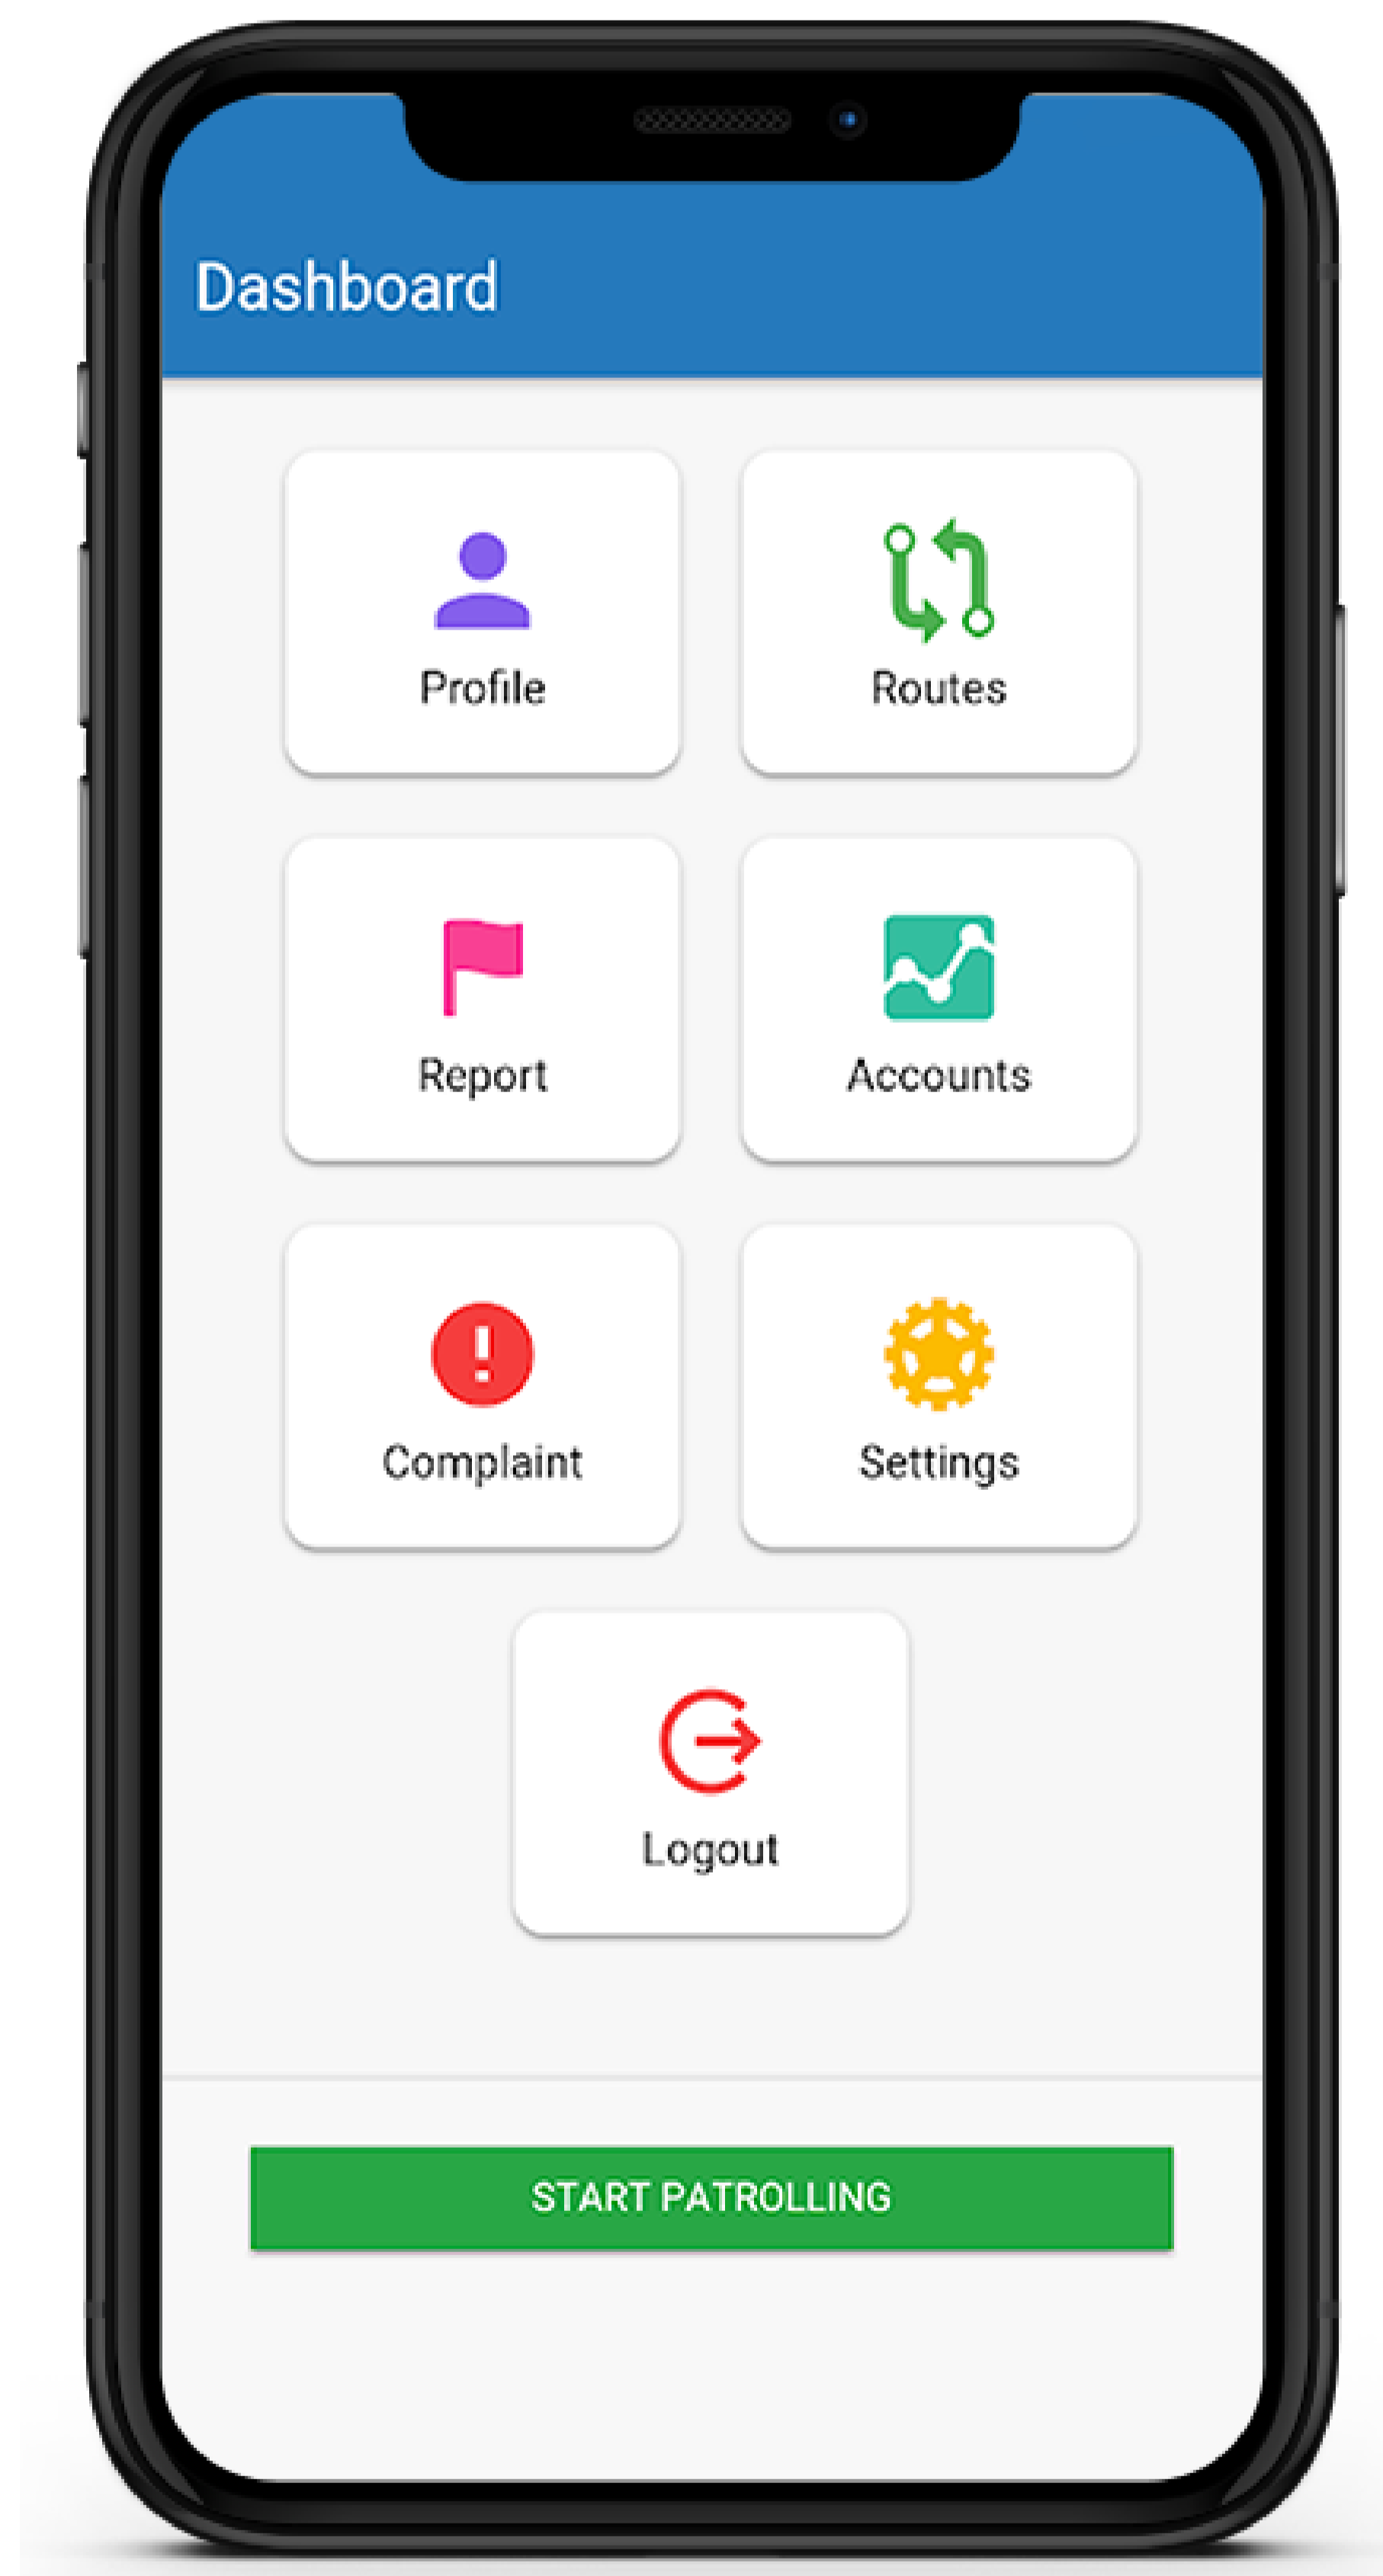 Dashboard
Profile
Routes
Report
Accounts
Complaint
Settings
Logout
START PATROLLING